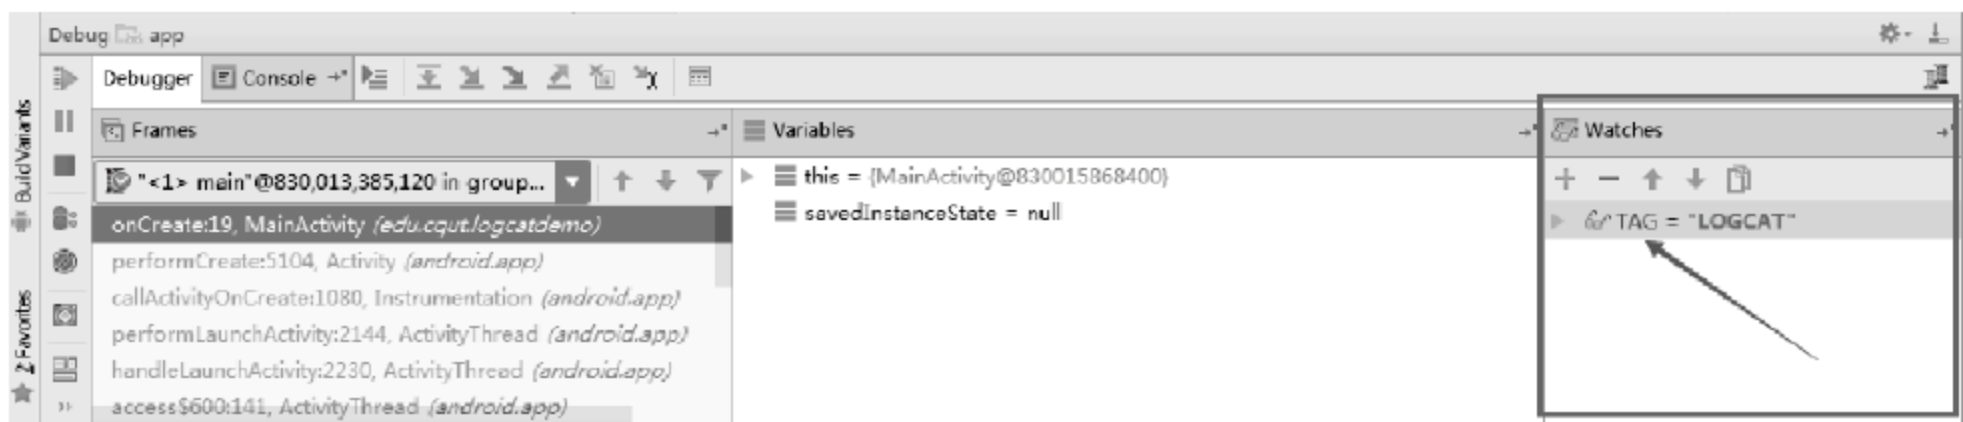 Debug app
Debugger Console
Frames
Variables
Watches
"<1> main"@830,013,385,120 in group...
this = {MainActivity@830015868400}
savedInstanceState = null
TAG = "LOGCAT"
onCreate:19, MainActivity (edu.cqut.logcatdemo)
performCreate:5104, Activity (android.app)
callActivityOnCreate:1080, Instrumentation (android.app)
performLaunchActivity:2144, ActivityThread (android.app)
handleLaunchActivity:2230, ActivityThread (android.app)
access$600:141, ActivityThread (android.app)
Build Variants
2: Favorites